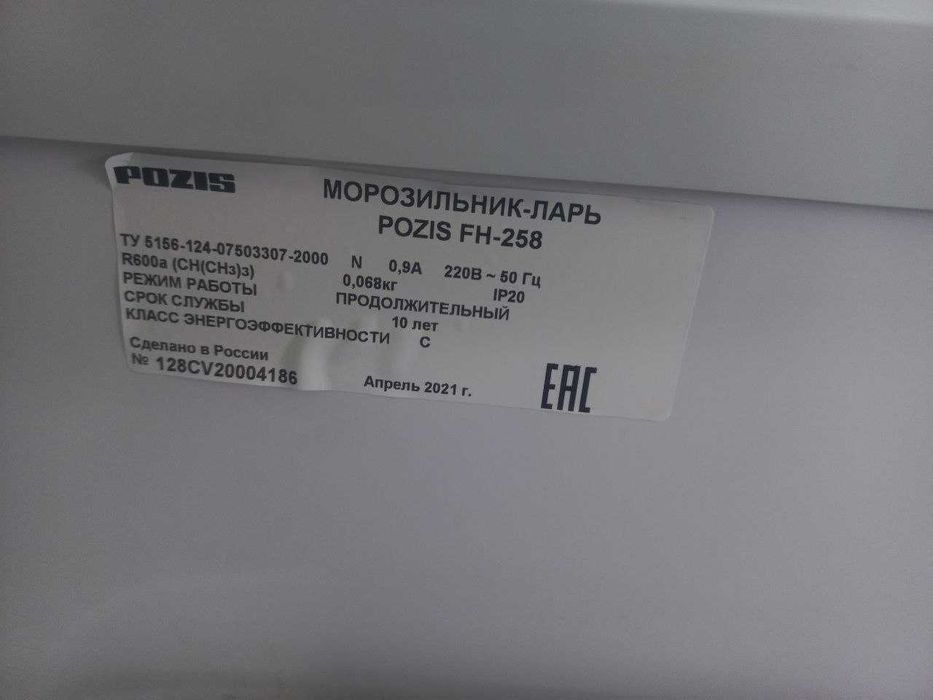 POZIS
МОРОЗИЛЬНИК-ЛАРЬ
POZIS FH-258
ТУ 5156-124-07503307-2000 N 0,9А 220В ~ 50 Гц
R600a (CH(CH₃)₃) 0,068кг IP20
РЕЖИМ РАБОТЫ ПРОДОЛЖИТЕЛЬНЫЙ
СРОК СЛУЖБЫ 10 лет
КЛАСС ЭНЕРГОЭФФЕКТИВНОСТИ С
Сделано в России
№ 128CV20004186 Апрель 2021 г.
EAC